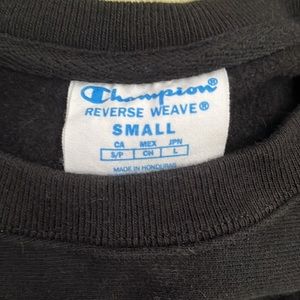 Champion®
REVERSE WEAVE®
SMALL
CA MEX JPN
S/P CH L
MADE IN HONDURAS